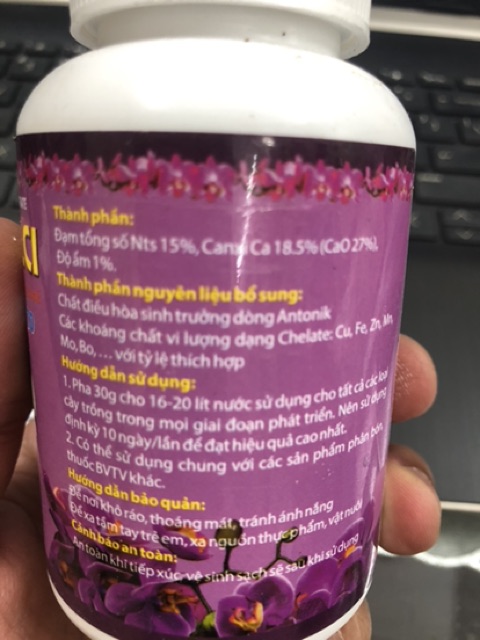 CI
Thành phần:
Đạm tổng số Nts 15%, Canxi Ca 18.5% (CaO 27%),
Độ ẩm 1%.
Thành phần nguyên liệu bổ sung:
Chất điều hòa sinh trưởng dòng Antonik
Các khoáng chất vi lượng dạng Chelate: Cu, Fe, Zn, Mn,
Mo, Bo, … với tỷ lệ thích hợp
Hướng dẫn sử dụng:
1. Pha 30g cho 16-20 lít nước sử dụng cho tất cả các loại
cây trồng trong mọi giai đoạn phát triển. Nên sử dụng
định kỳ 10 ngày/lần để đạt hiệu quả cao nhất.
2. Có thể sử dụng chung với các sản phẩm phân bón,
thuốc BVTV khác.
Hướng dẫn bảo quản:
Để nơi khô ráo, thoáng mát, tránh ánh nắng
Để xa tầm tay trẻ em, xa nguồn thực phẩm, vật nuôi
Cảnh báo an toàn:
An toàn khi tiếp xúc, vệ sinh sạch sẽ sau khi sử dụng